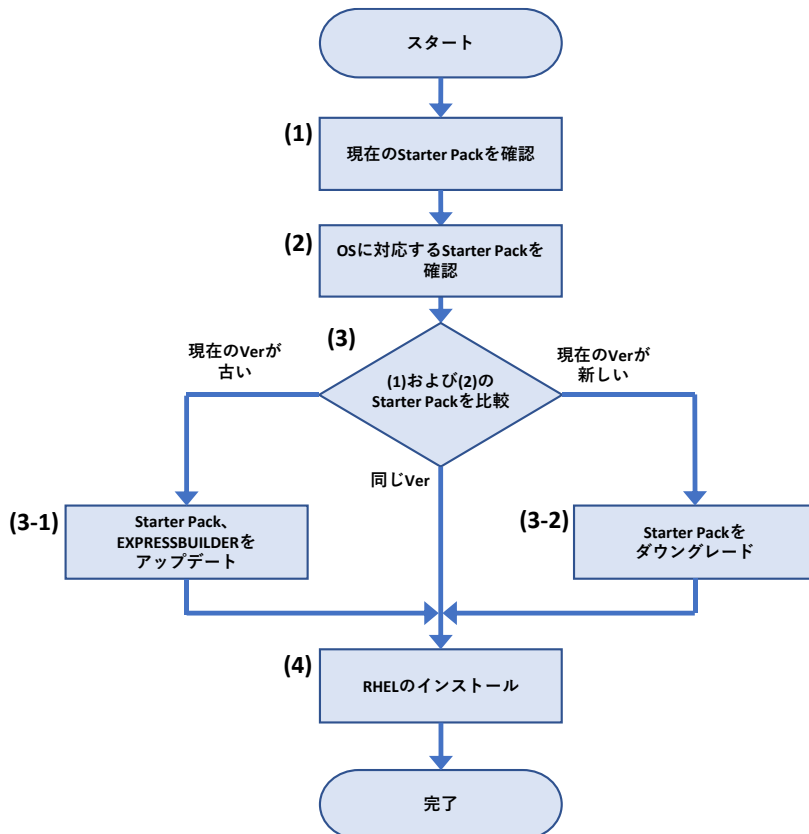 スタート
(1)
現在のStarter Packを確認
(2)
OSに対応するStarter Packを
確認
(3)
現在のVerが
古い
(1)および(2)の
Starter Packを比較
現在のVerが
新しい
同じVer
(3-1)
Starter Pack、
EXPRESSBUILDERを
アップデート
(3-2)
Starter Packを
ダウングレード
(4)
RHELのインストール
完了